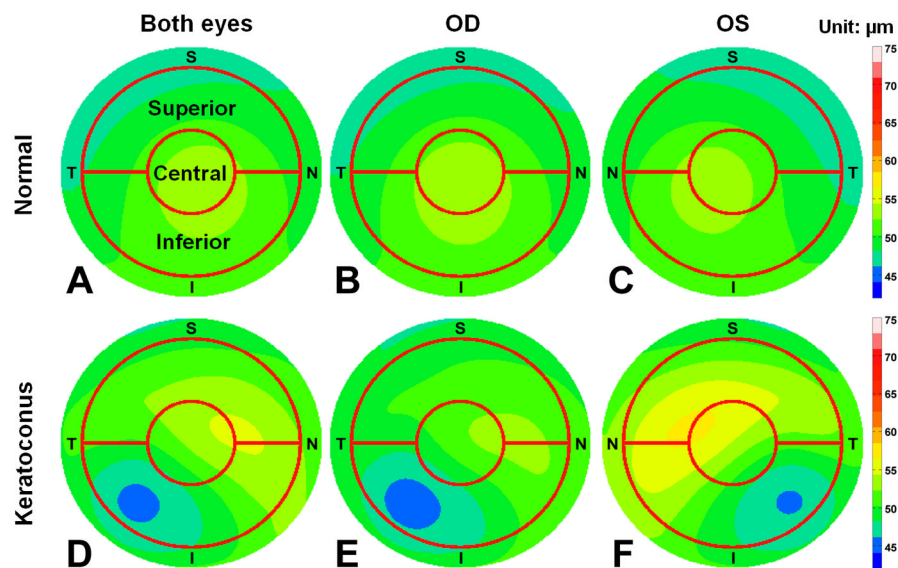 Both eyes
OD
OS
Unit: µm
Normal
S
Superior
T
Central
N
Inferior
A
I
S
T
N
B
I
S
N
T
C
I
75
70
65
60
55
50
45
Keratoconus
S
T
N
D
I
S
T
N
E
I
S
N
T
F
I
75
70
65
60
55
50
45